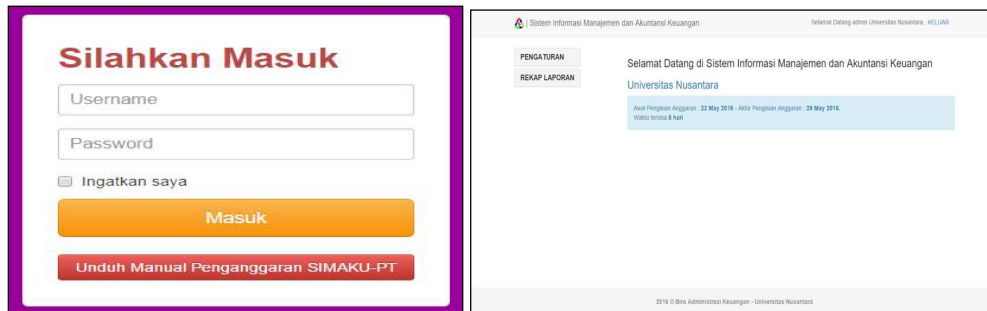 Silahkan Masuk
Username
Password
Ingatkan saya
Masuk
Unduh Manual Penganggaran SIMAKU-PT
| Sistem Informasi Manajemen dan Akuntansi Keuangan
Selamat Datang admin Universitas Nusantara , KELUAR
PENGATURAN
REKAP LAPORAN
Selamat Datang di Sistem Informasi Manajemen dan Akuntansi Keuangan
Universitas Nusantara
Awal Pengisian Anggaran : 22 May 2016 - Akhir Pengisian Anggaran : 29 May 2016.
Waktu tersisa 8 hari
2016 © Biro Administrasi Keuangan - Universitas Nusantara